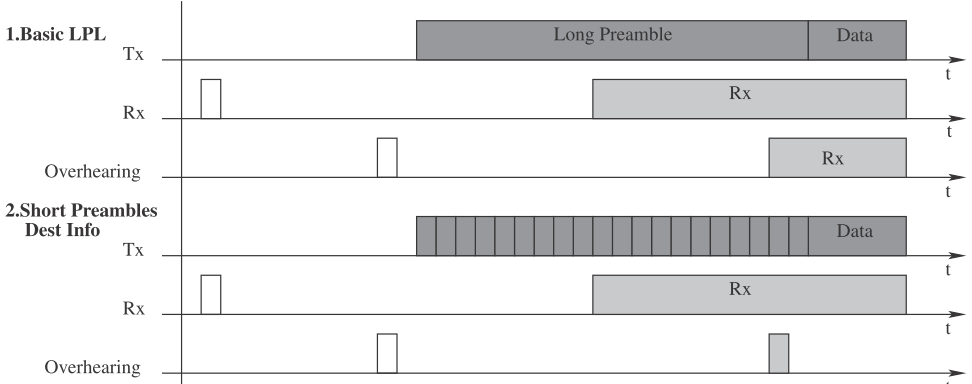 1.Basic LPL
Tx
Long Preamble
Data
t
Rx
Rx
t
Overhearing
Rx
t
2.Short Preambles
Dest Info
Tx
Data
t
Rx
Rx
t
Overhearing